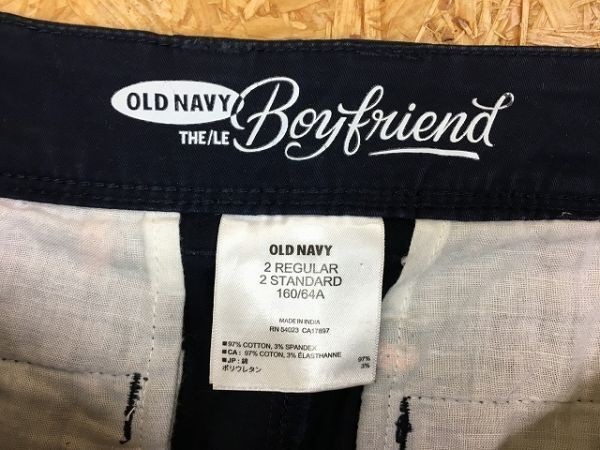 OLD NAVY
THE/LE Boyfriend
OLD NAVY
2 REGULAR
2 STANDARD
160/64A
MADE IN INDIA
RN 54023 CA17897
■ 97% COTTON, 3% SPANDEX
■ CA : 97% COTTON, 3% ÉLASTHANNE
■ JP : 綿 97%
ポリウレタン 3%